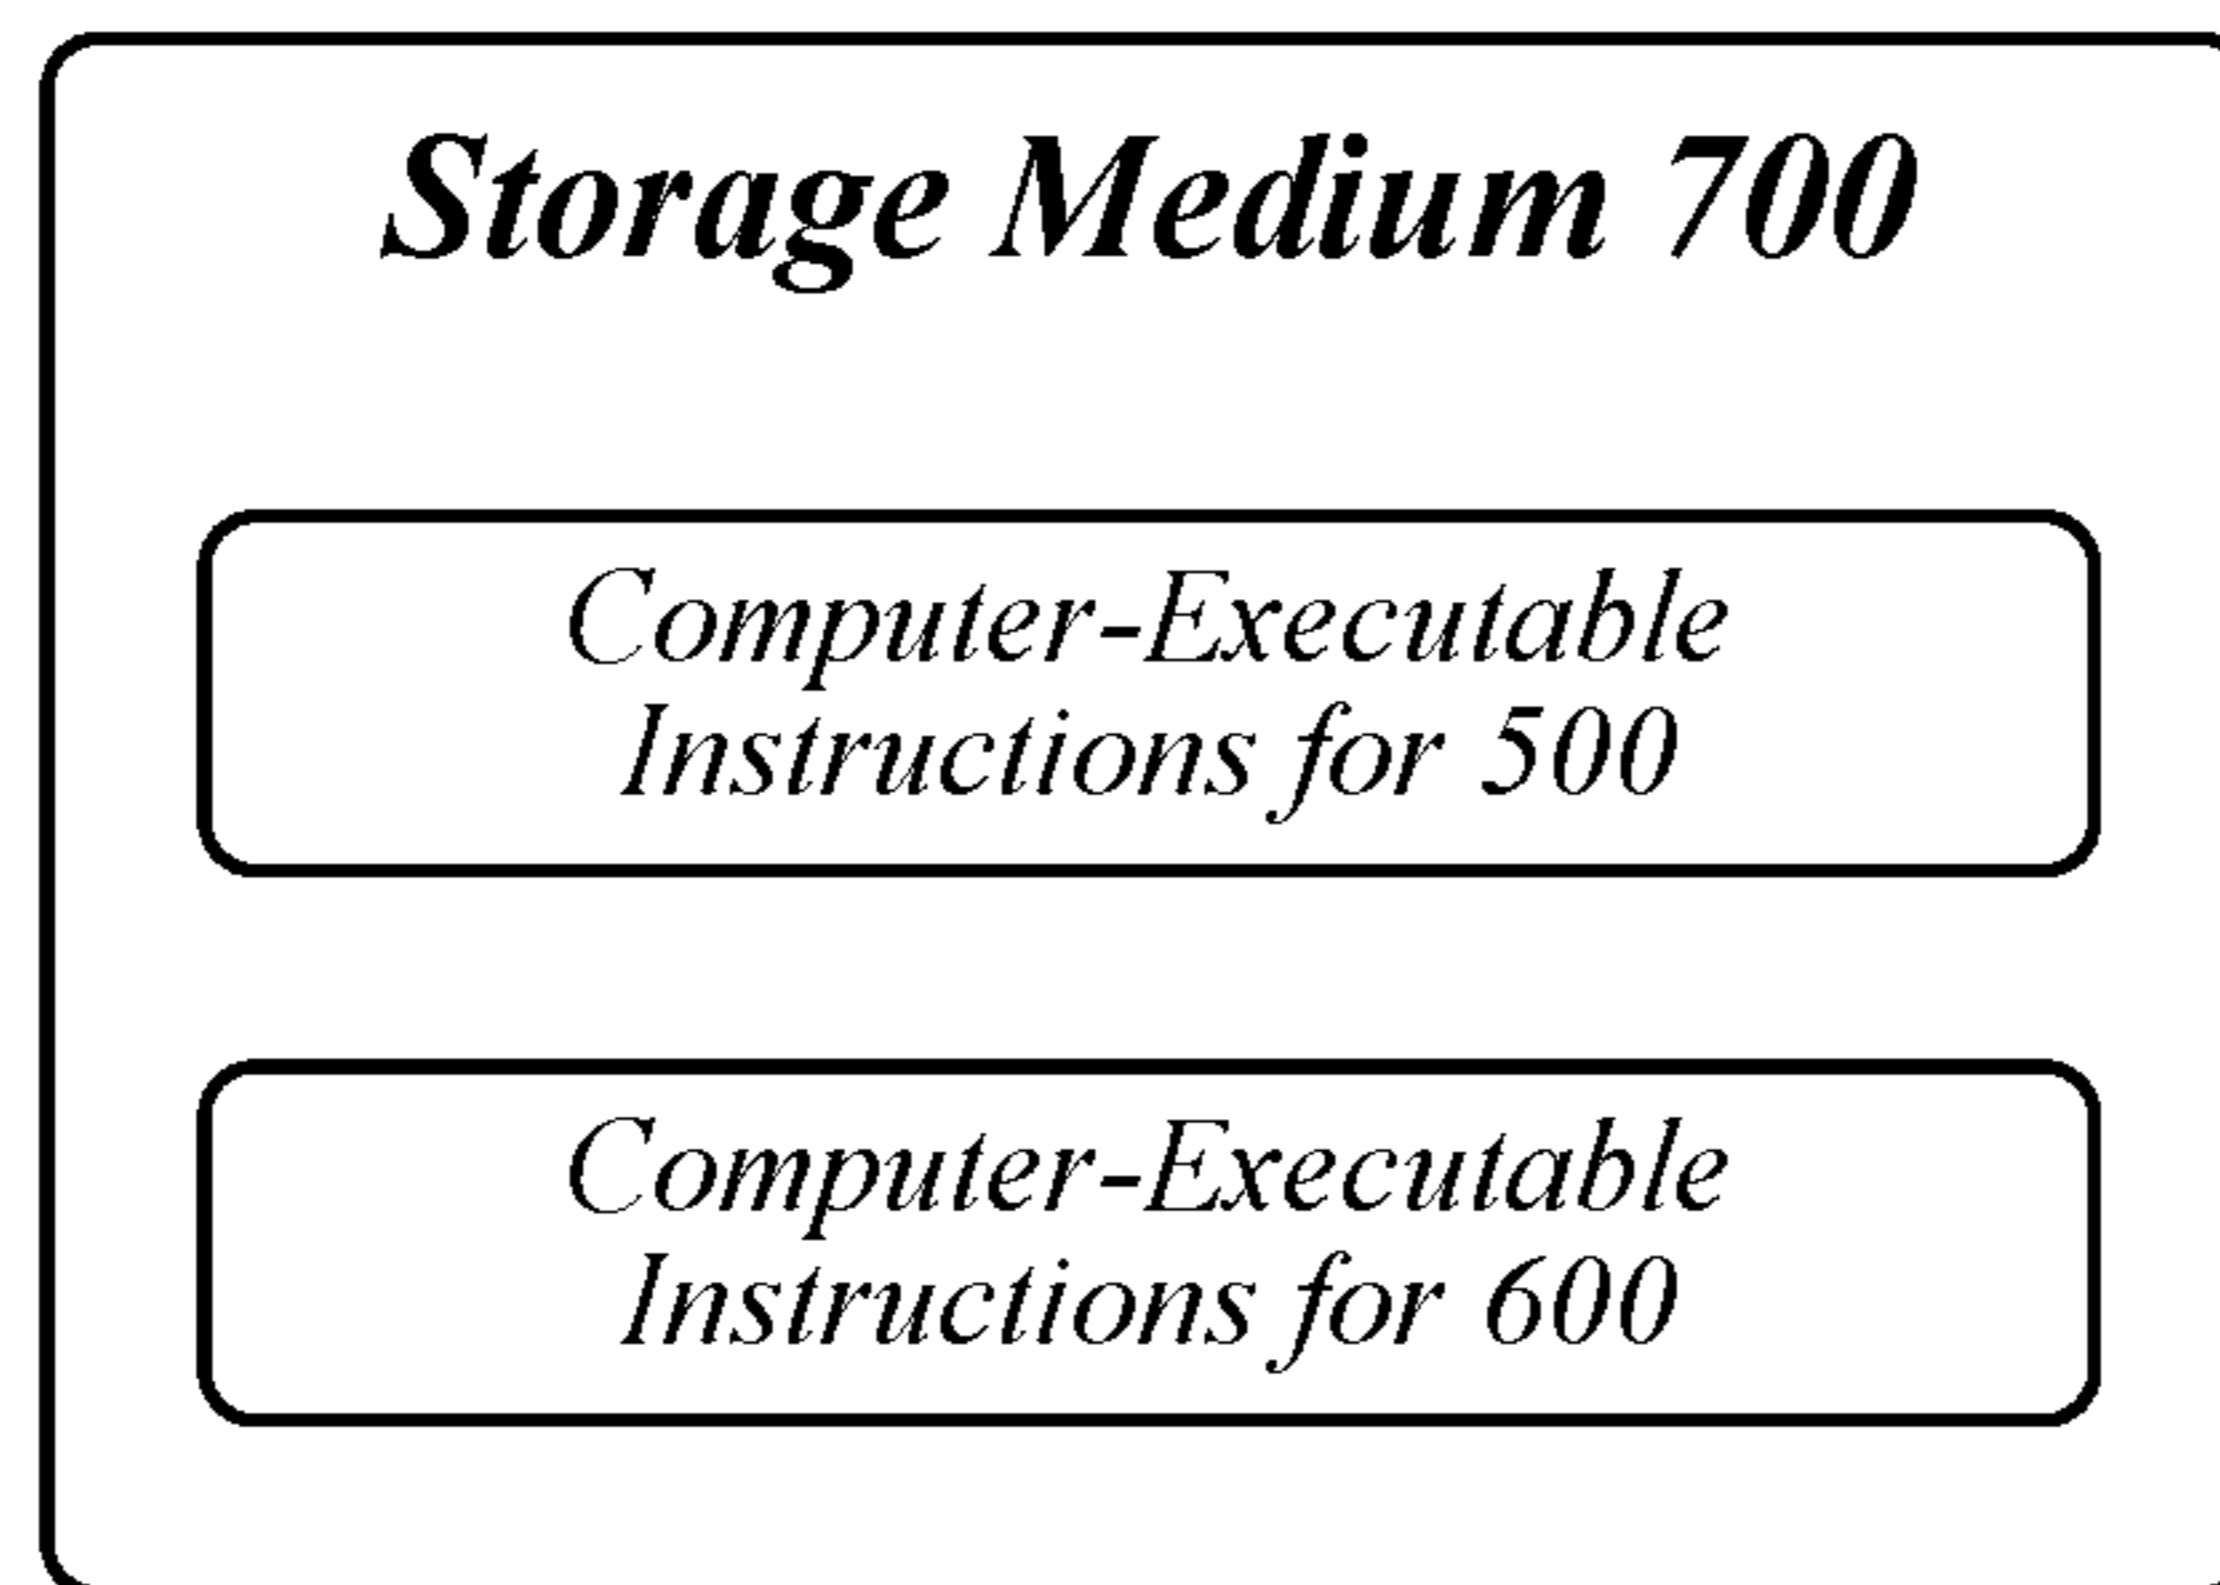 Storage Medium 700
Computer-Executable
Instructions for 500
Computer-Executable
Instructions for 600